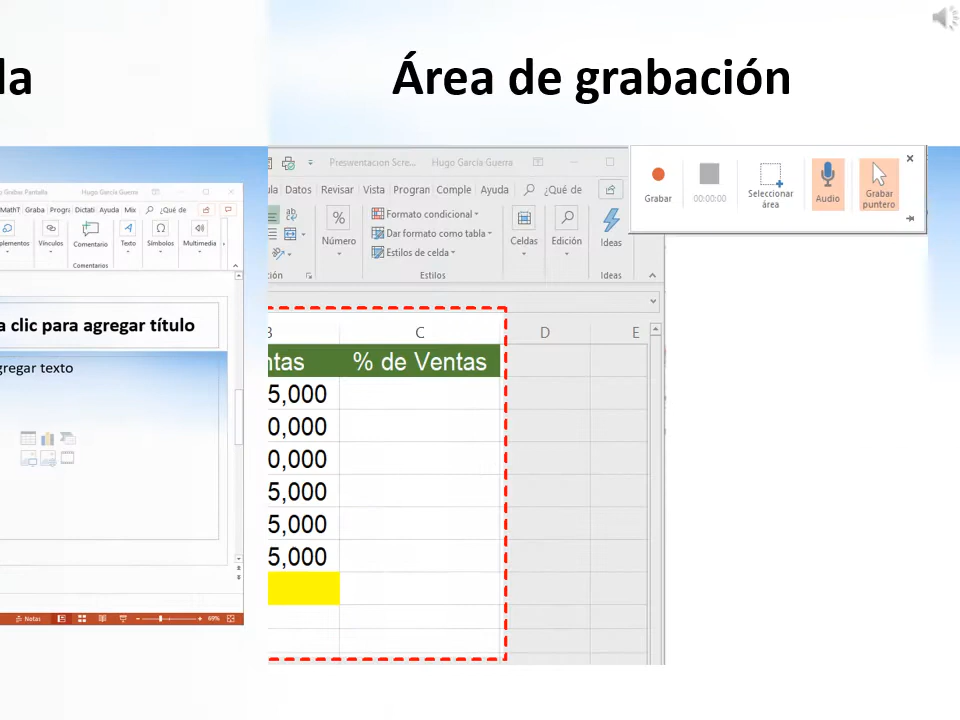 la
Área de grabación
o Grabar Pantalla
Hugo García Guerra
MathT
Graba
Progra
Dictati
Ayuda
Mix
¿Qué de
Vínculos
Comentario
Texto
Símbolos
Multimedia
Comentarios
a clic para agregar título
gregar texto
Notas
69%
Preswentacion Scre...
Hugo García Guerra
Datos
Revisar
Vista
Progran
Comple
Ayuda
¿Qué de
%
Número
Formato condicional
Dar formato como tabla
Estilos de celda
Estilos
Celdas
Edición
Ideas
Ideas
C
D
E
ntas
% de Ventas
5,000
0,000
0,000
5,000
5,000
5,000
Grabar
00:00:00
Seleccionar
área
Audio
Grabar
puntero